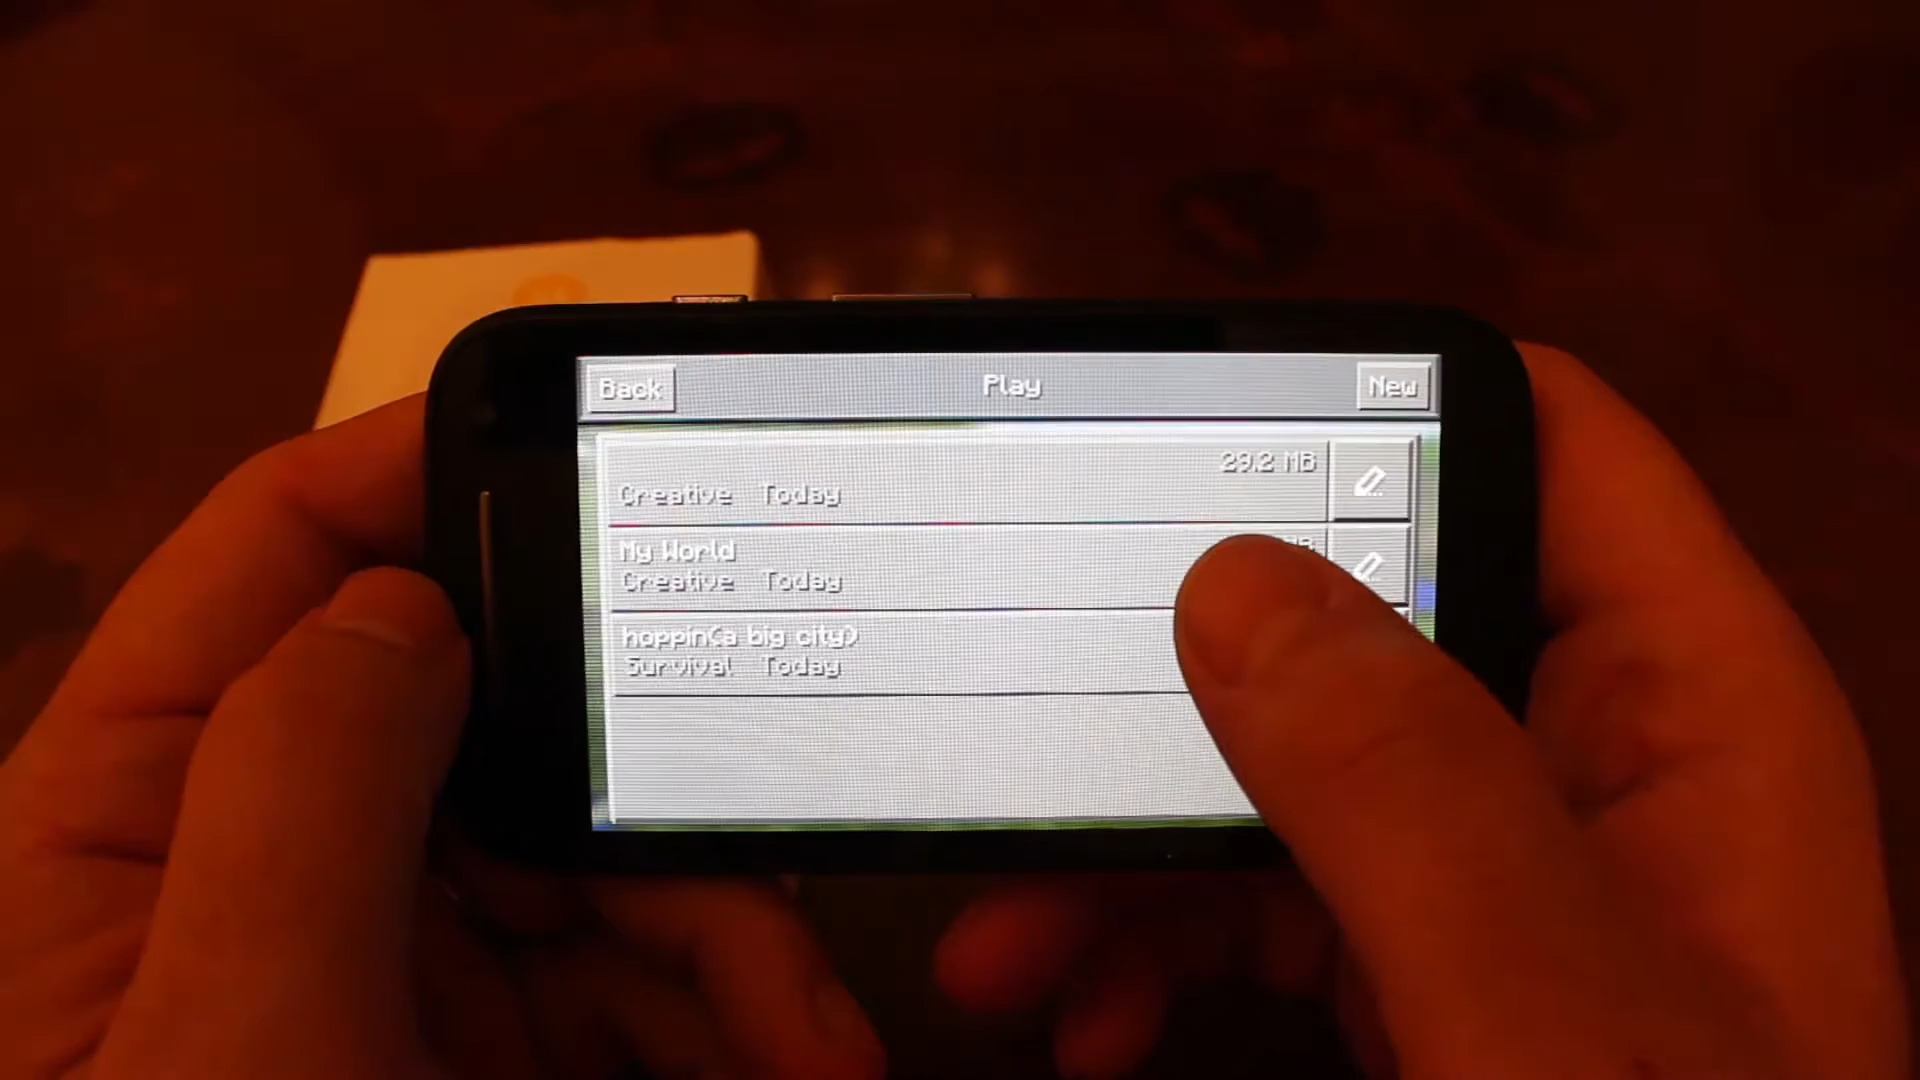 Back
Play
New
29.2 MB
Creative Today
My World
Creative Today
hoppin(a big city)
Survival Today